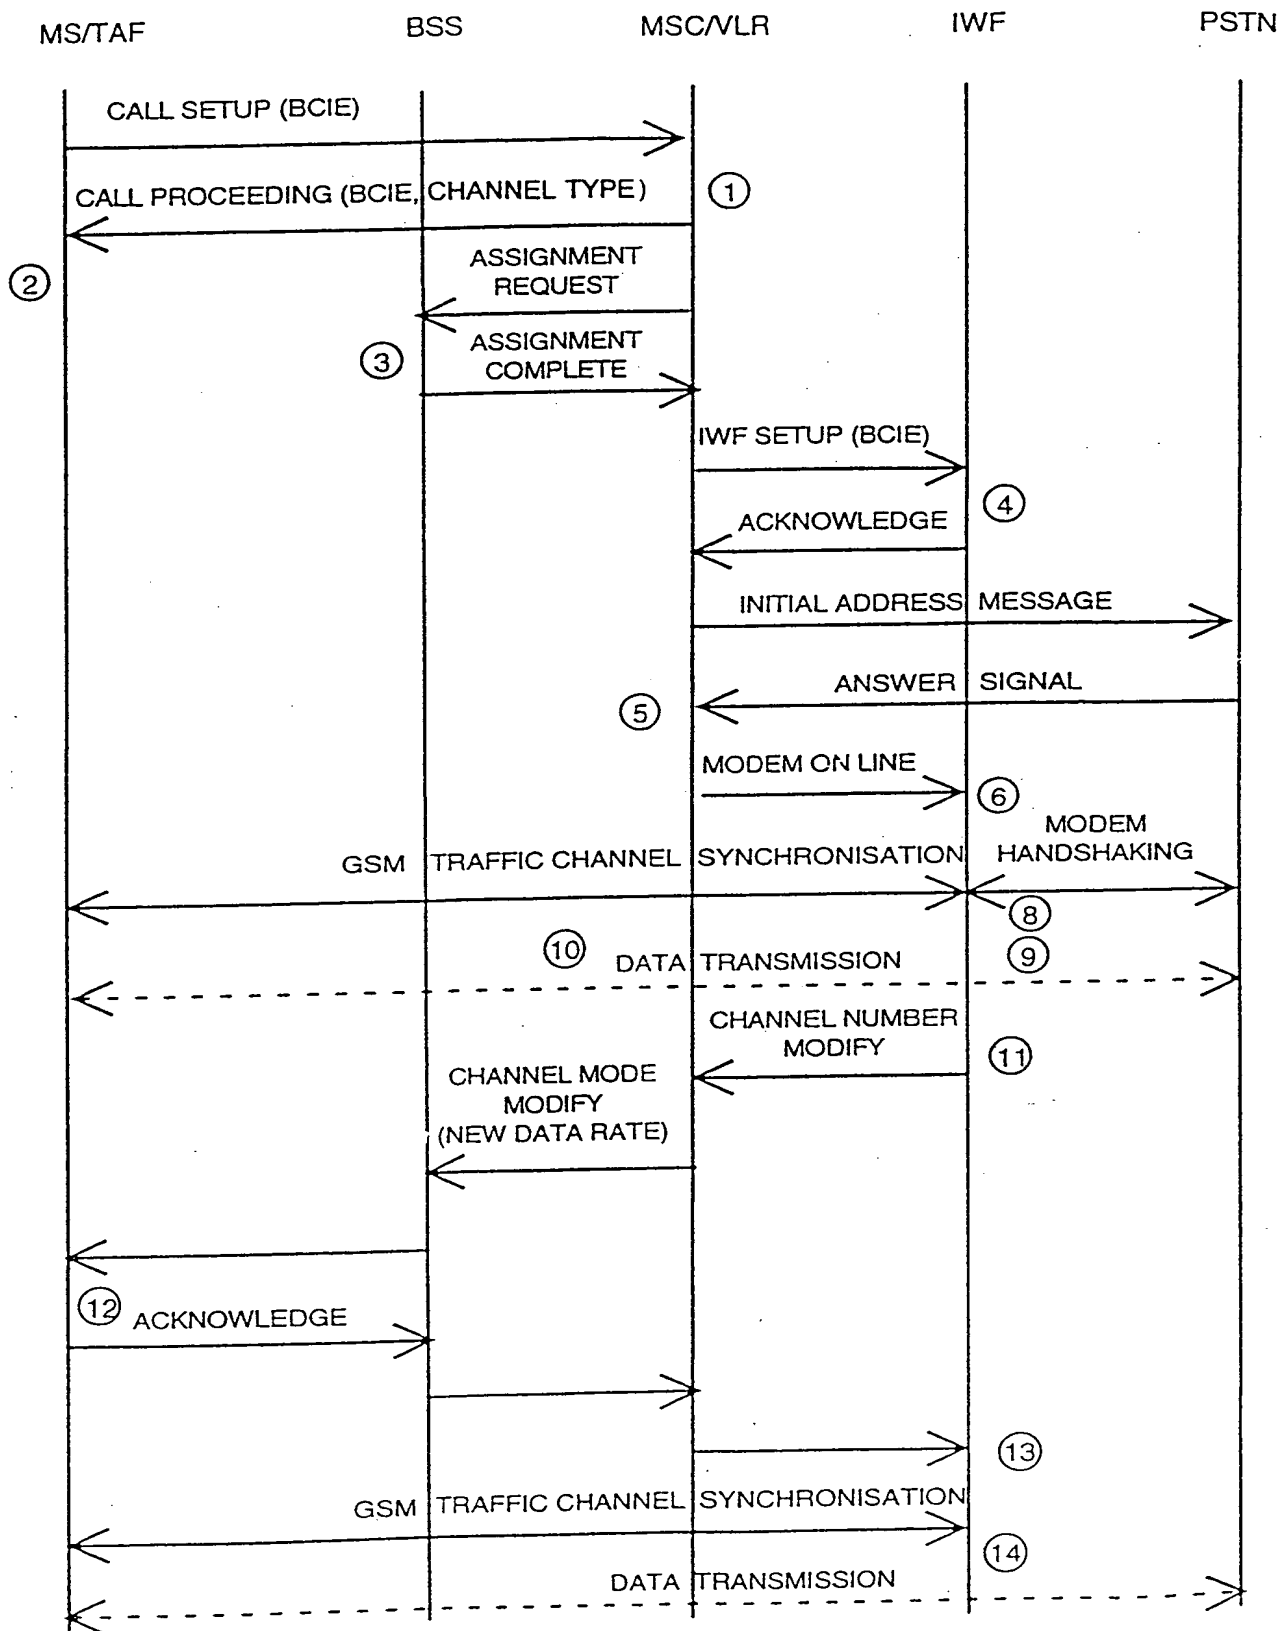 MS/TAF BSS MSC/VLR IWF PSTN
CALL SETUP (BCIE)
CALL PROCEEDING (BCIE, CHANNEL TYPE)
1
ASSIGNMENT
REQUEST
2
ASSIGNMENT
COMPLETE
3
IWF SETUP (BCIE)
4
ACKNOWLEDGE
INITIAL ADDRESS MESSAGE
ANSWER SIGNAL
5
MODEM ON LINE
6
MODEM
HANDSHAKING
GSM TRAFFIC CHANNEL SYNCHRONISATION
8
10
DATA TRANSMISSION
9
CHANNEL NUMBER
MODIFY
11
CHANNEL MODE
MODIFY
(NEW DATA RATE)
12
ACKNOWLEDGE
13
GSM TRAFFIC CHANNEL SYNCHRONISATION
14
DATA TRANSMISSION